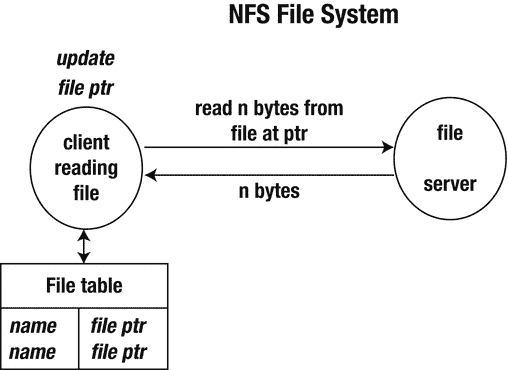 NFS File System
update
file ptr
client
reading
file
read n bytes from
file at ptr
n bytes
file
server
File table
name file ptr
name file ptr